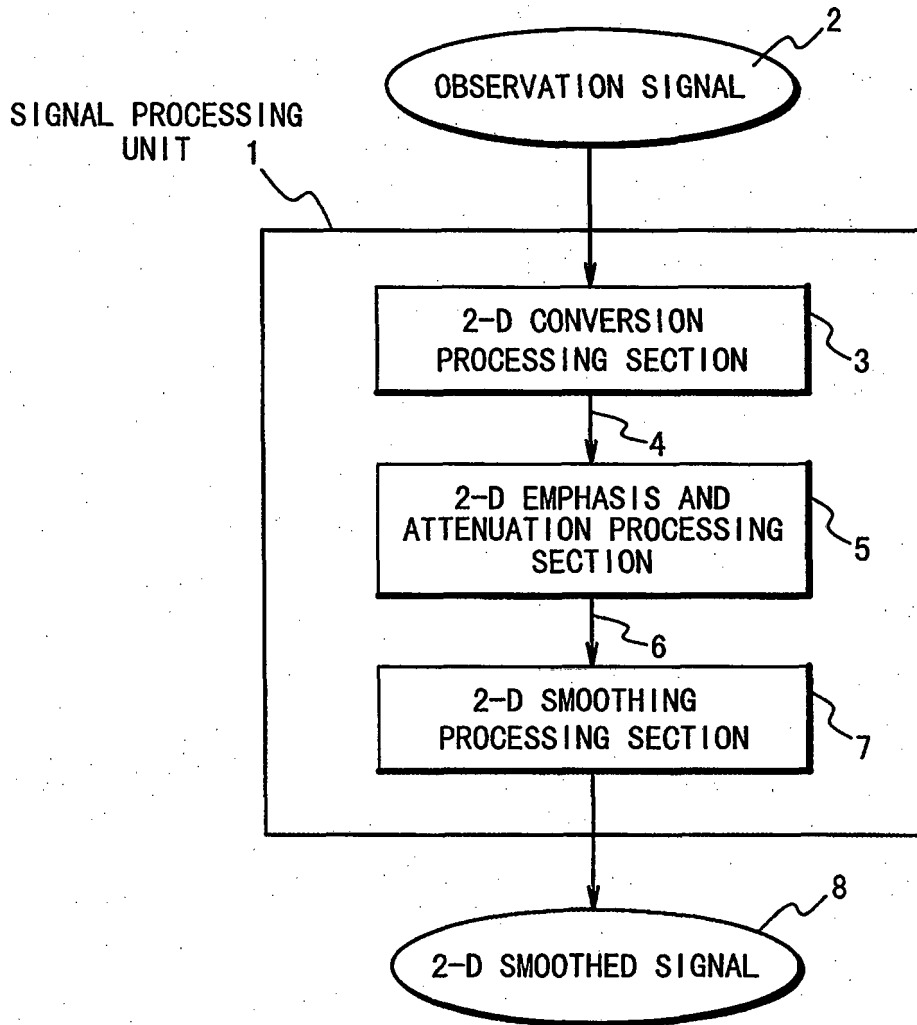 2
OBSERVATION SIGNAL
SIGNAL PROCESSING
UNIT 1
2-D CONVERSION
PROCESSING SECTION
3
4
2-D EMPHASIS AND
ATTENUATION PROCESSING
SECTION
5
6
2-D SMOOTHING
PROCESSING SECTION
7
8
2-D SMOOTHED SIGNAL